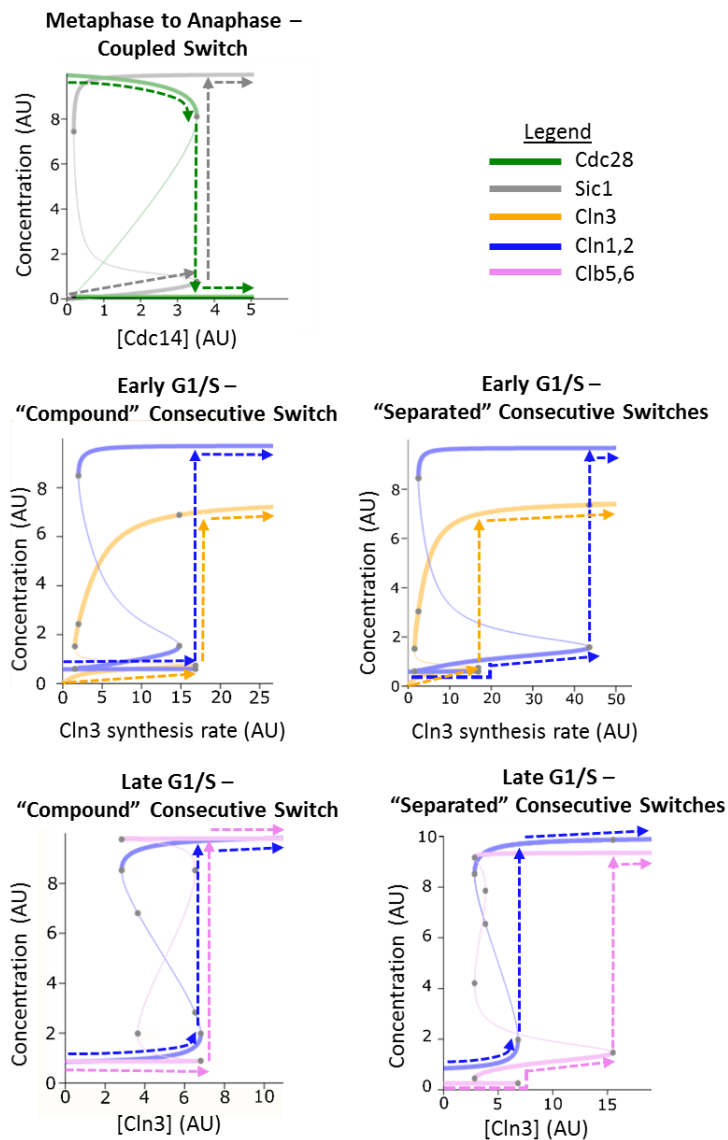 Metaphase to Anaphase –
Coupled Switch
Concentration (AU)
8
6
4
2
0
0 1 2 3 4 5
[Cdc14] (AU)
Legend
Cdc28
Sic1
Cln3
Cln1,2
Clb5,6
Early G1/S –
“Compound” Consecutive Switch
Concentration (AU)
8
6
4
2
0
0 5 10 15 20 25
Cln3 synthesis rate (AU)
Early G1/S –
“Separated” Consecutive Switches
Concentration (AU)
8
6
4
2
0
0 10 20 30 40 50
Cln3 synthesis rate (AU)
Late G1/S –
“Compound” Consecutive Switch
Concentration (AU)
8
6
4
2
0
0 2 4 6 8 10
[Cln3] (AU)
Late G1/S –
“Separated” Consecutive Switches
Concentration (AU)
10
8
6
4
2
0
0 5 10 15
[Cln3] (AU)